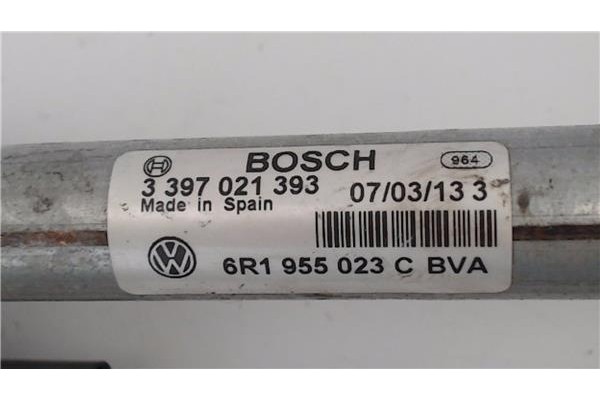 BOSCH 964
3 397 021 393 07/03/13 3
Made in Spain
6R1 955 023 C BVA